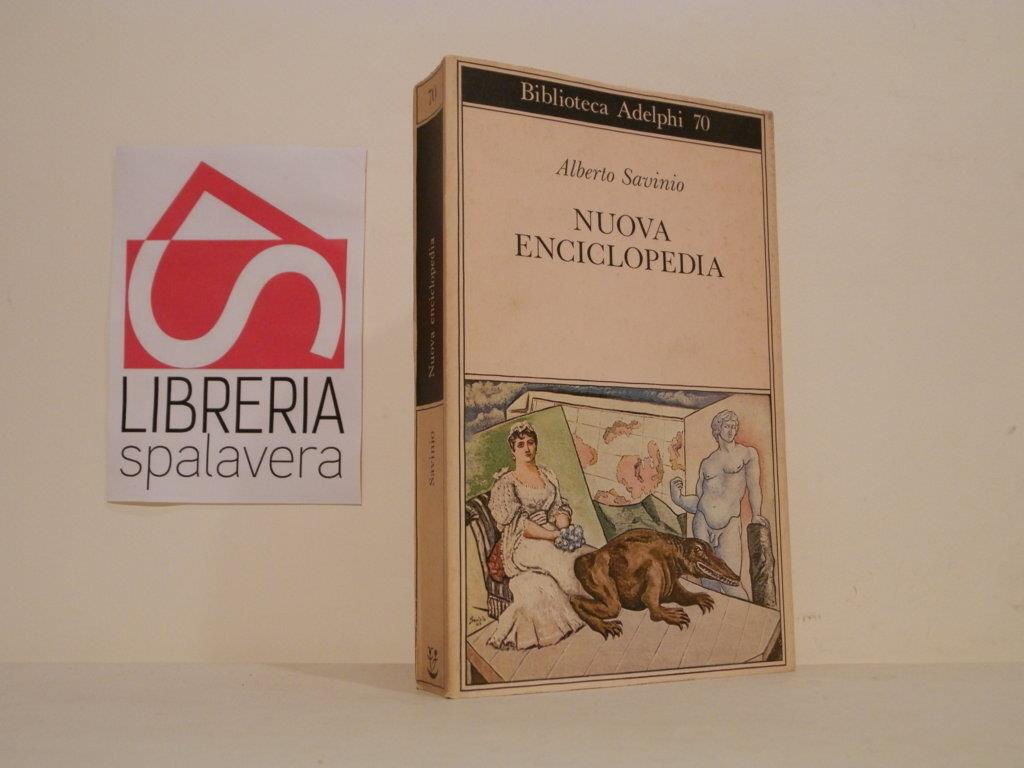 LIBRERIA
spalavera
70
Nuova enciclopedia
Savinio
Biblioteca Adelphi 70
Alberto Savinio
NUOVA
ENCICLOPEDIA